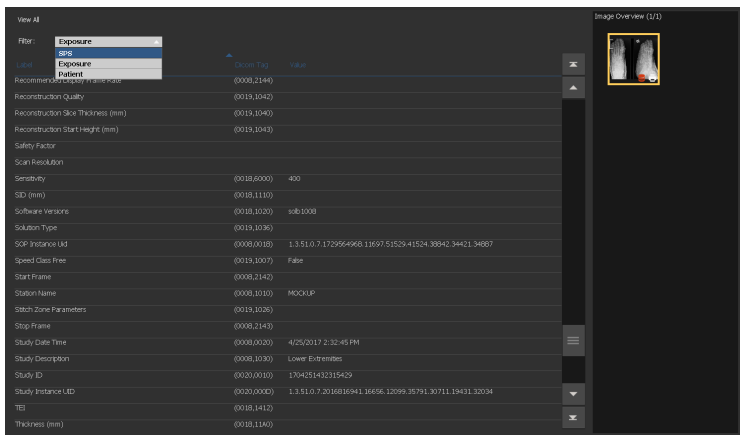 View All
Image Overview (1/1)
Filter: Exposure
SPS
Exposure
Patient
Label Dicom Tag Value
Recommended Display Frame Rate (0008,2144)
Reconstruction Quality (0019,1042)
Reconstruction Slice Thickness (mm) (0019,1040)
Reconstruction Start Height (mm) (0019,1043)
Safety Factor
Scan Resolution
Sensitivity (0018,6000) 400
SID (mm) (0018,1110)
Software Versions (0018,1020) solb1008
Solution Type (0019,1036)
SOP Instance Uid (0008,0018) 1.3.51.0.7.1729564968.11697.51529.41524.38842.34421.34887
Speed Class Free (0019,1007) False
Start Frame (0008,2142)
Station Name (0008,1010) MOCKUP
Stitch Zone Parameters (0019,1026)
Stop Frame (0008,2143)
Study Date Time (0008,0020) 4/25/2017 2:32:45 PM
Study Description (0008,1030) Lower Extremities
Study ID (0020,0010) 1704251432315429
Study Instance UID (0020,000D) 1.3.51.0.7.2016816941.16656.12099.35791.30711.19431.32034
TEI (0018,1412)
Thickness (mm) (0018,11A0)